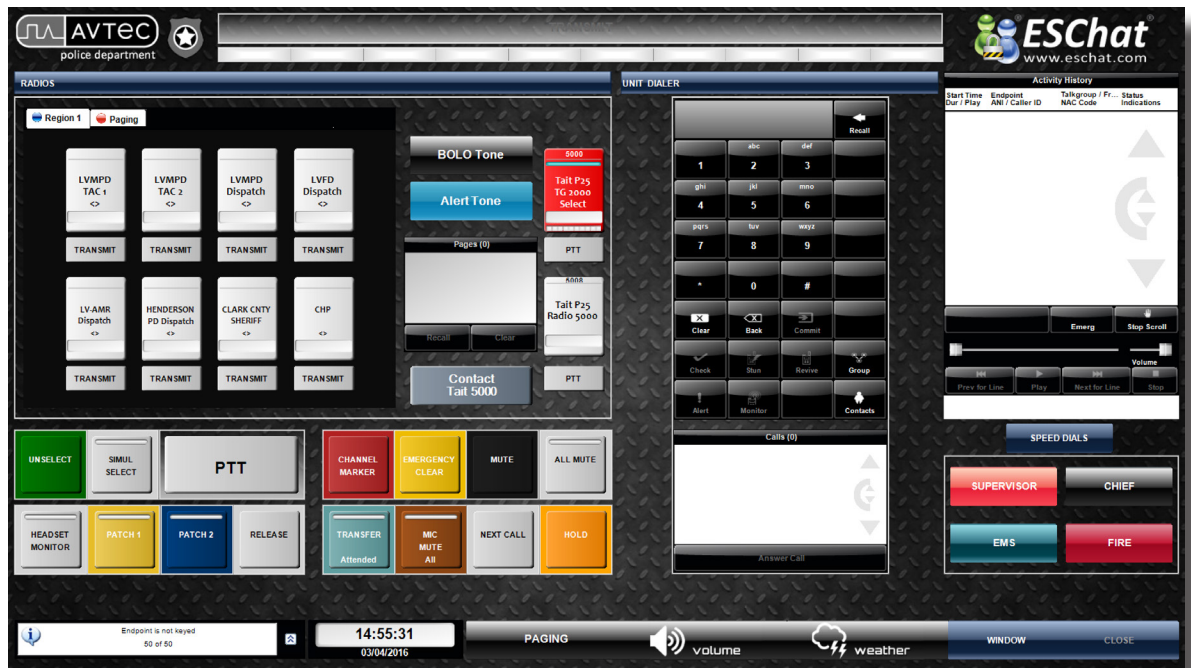 AVTEC
police department
TRANSMIT
ESChat
www.eschat.com
RADIOS
Region 1
Paging
LVMPD
TAC 1
<>
TRANSMIT
LVMPD
TAC 2
<>
TRANSMIT
LVMPD
Dispatch
<>
TRANSMIT
LVFD
Dispatch
<>
TRANSMIT
LV-AMR
Dispatch
<>
TRANSMIT
HENDERSON
PD Dispatch
<>
TRANSMIT
CLARK CNTY
SHERIFF
<>
TRANSMIT
CHP
<>
TRANSMIT
BOLO Tone
Alert Tone
Pages (0)
Recall
Clear
Contact
Tait 5000
5000
Tait P25
TG 2000
Select
PTT
5008
Tait P25
Radio 5000
PTT
UNSELECT
SIMUL
SELECT
PTT
HEADSET
MONITOR
PATCH 1
PATCH 2
RELEASE
CHANNEL
MARKER
EMERGENCY
CLEAR
MUTE
ALL MUTE
TRANSFER
Attended
MIC
MUTE
All
NEXT CALL
HOLD
UNIT DIALER
Recall
1
abc
2
def
3
ghi
4
jkl
5
mno
6
pqrs
7
tuv
8
wxyz
9
*
0
#
Clear
Back
Commit
Check
Stun
Revive
Group
Alert
Monitor
Contacts
Calls (0)
Answer Call
Activity History
Start Time Endpoint Talkgroup / Fr... Status
Dur / Play ANI / Caller ID NAC Code Indications
Emerg
Stop Scroll
Volume
Prev for Line
Play
Next for Line
Stop
SPEED DIALS
SUPERVISOR
CHIEF
EMS
FIRE
Endpoint is not keyed
50 of 50
14:55:31
03/04/2016
PAGING
volume
weather
WINDOW
CLOSE